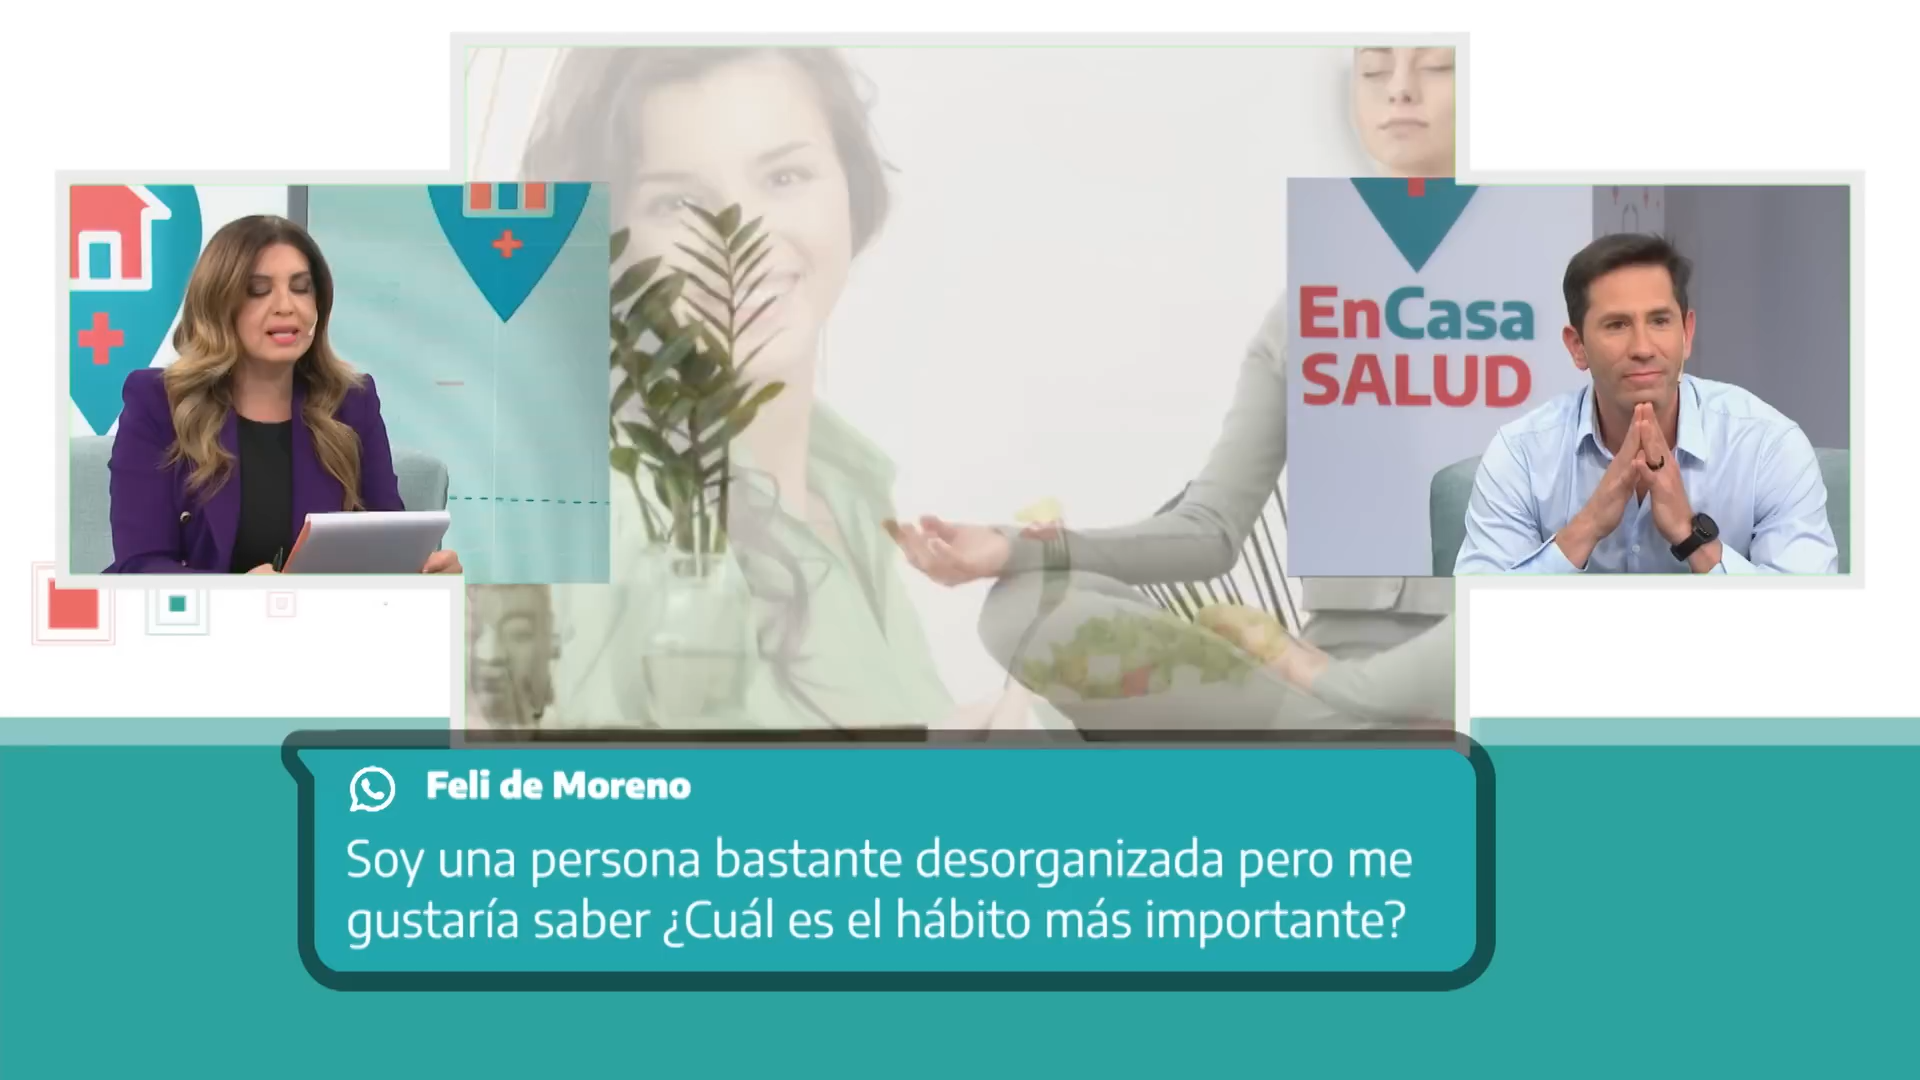 EnCasa
SALUD
Feli de Moreno
Soy una persona bastante desorganizada pero me
gustaría saber ¿Cuál es el hábito más importante?